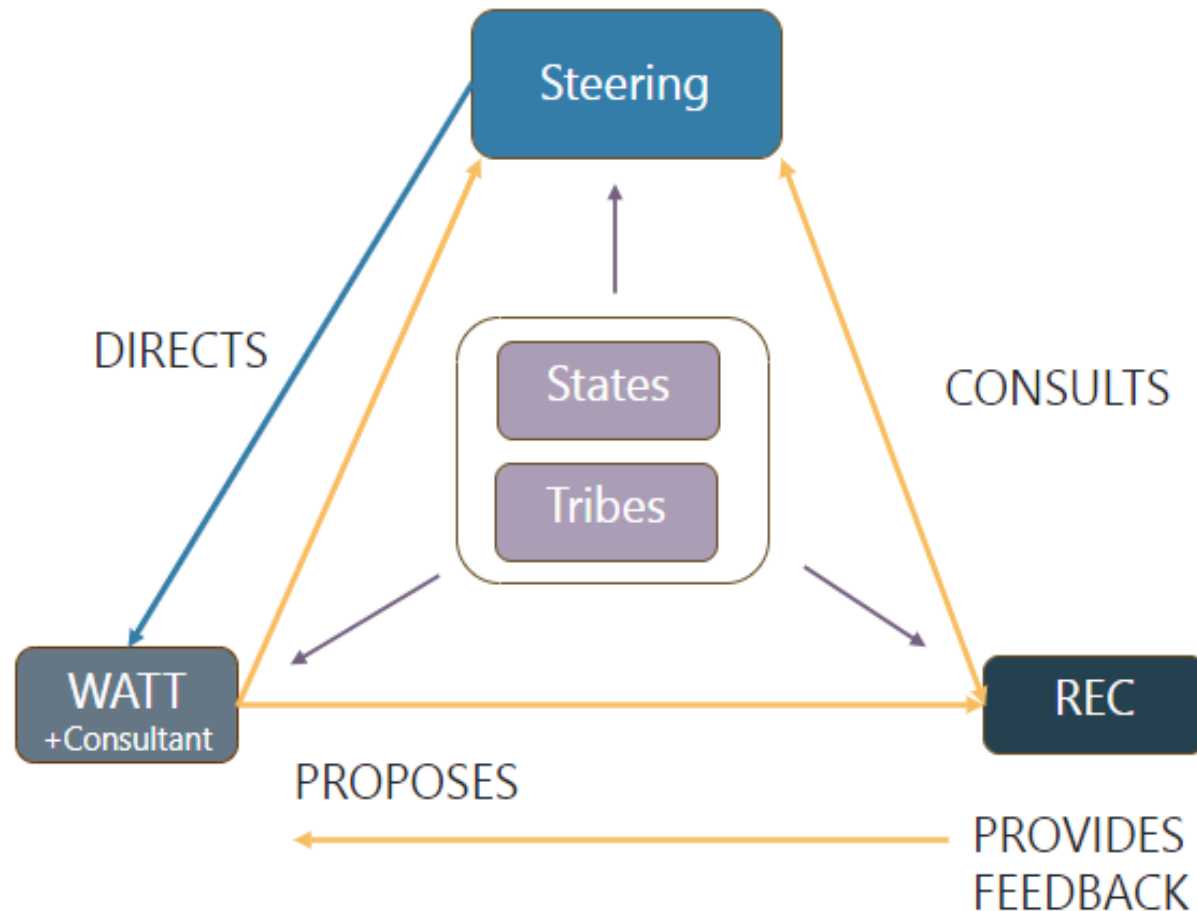 Steering
DIRECTS
CONSULTS
States
Tribes
WATT
+Consultant
REC
PROPOSES
PROVIDES
FEEDBACK